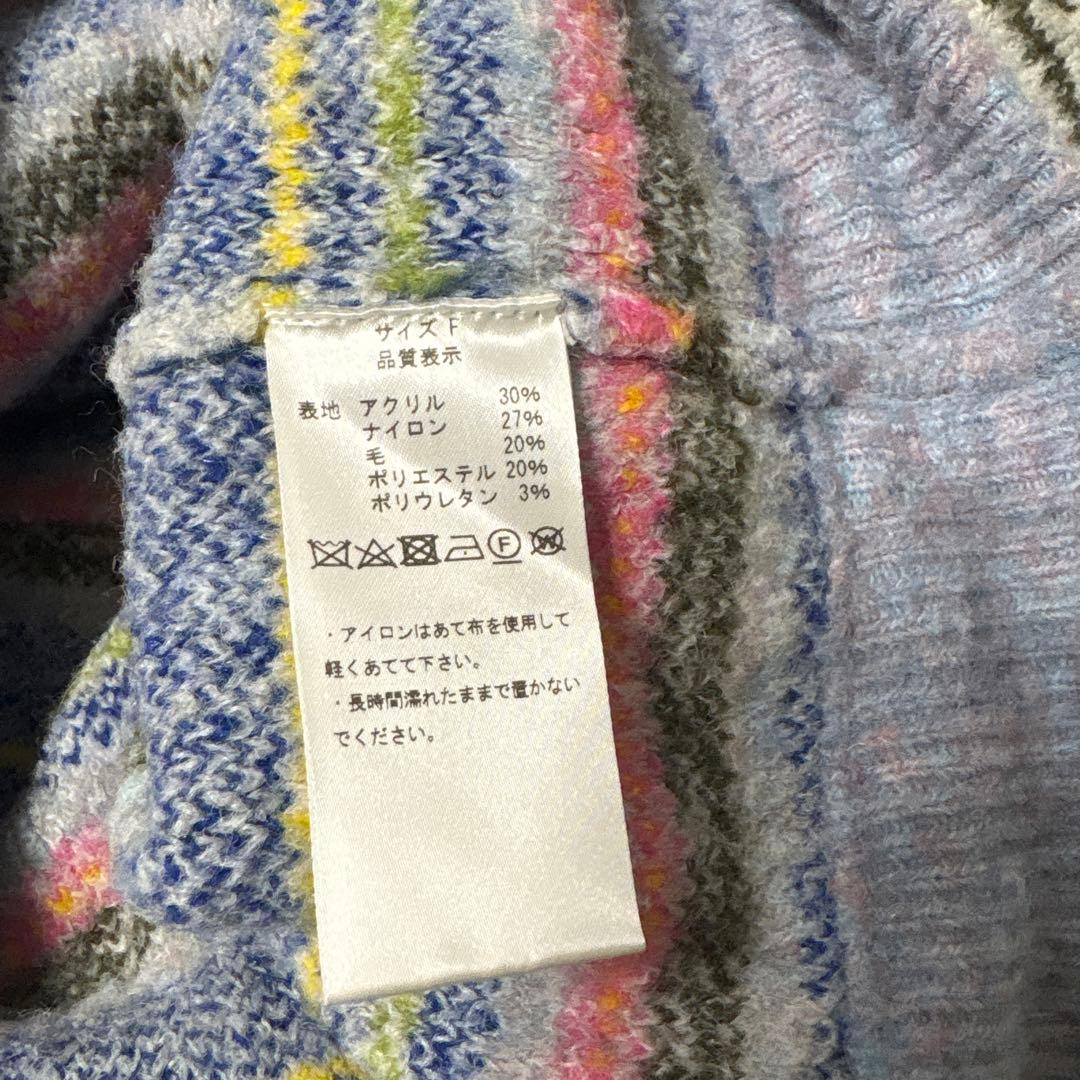 サイズ F
品質表示
表地 アクリル 30%
ナイロン 27%
毛 20%
ポリエステル 20%
ポリウレタン 3%
F W
・アイロンはあて布を使用して
軽くあてて下さい。
・長時間濡れたままで置かない
でください。